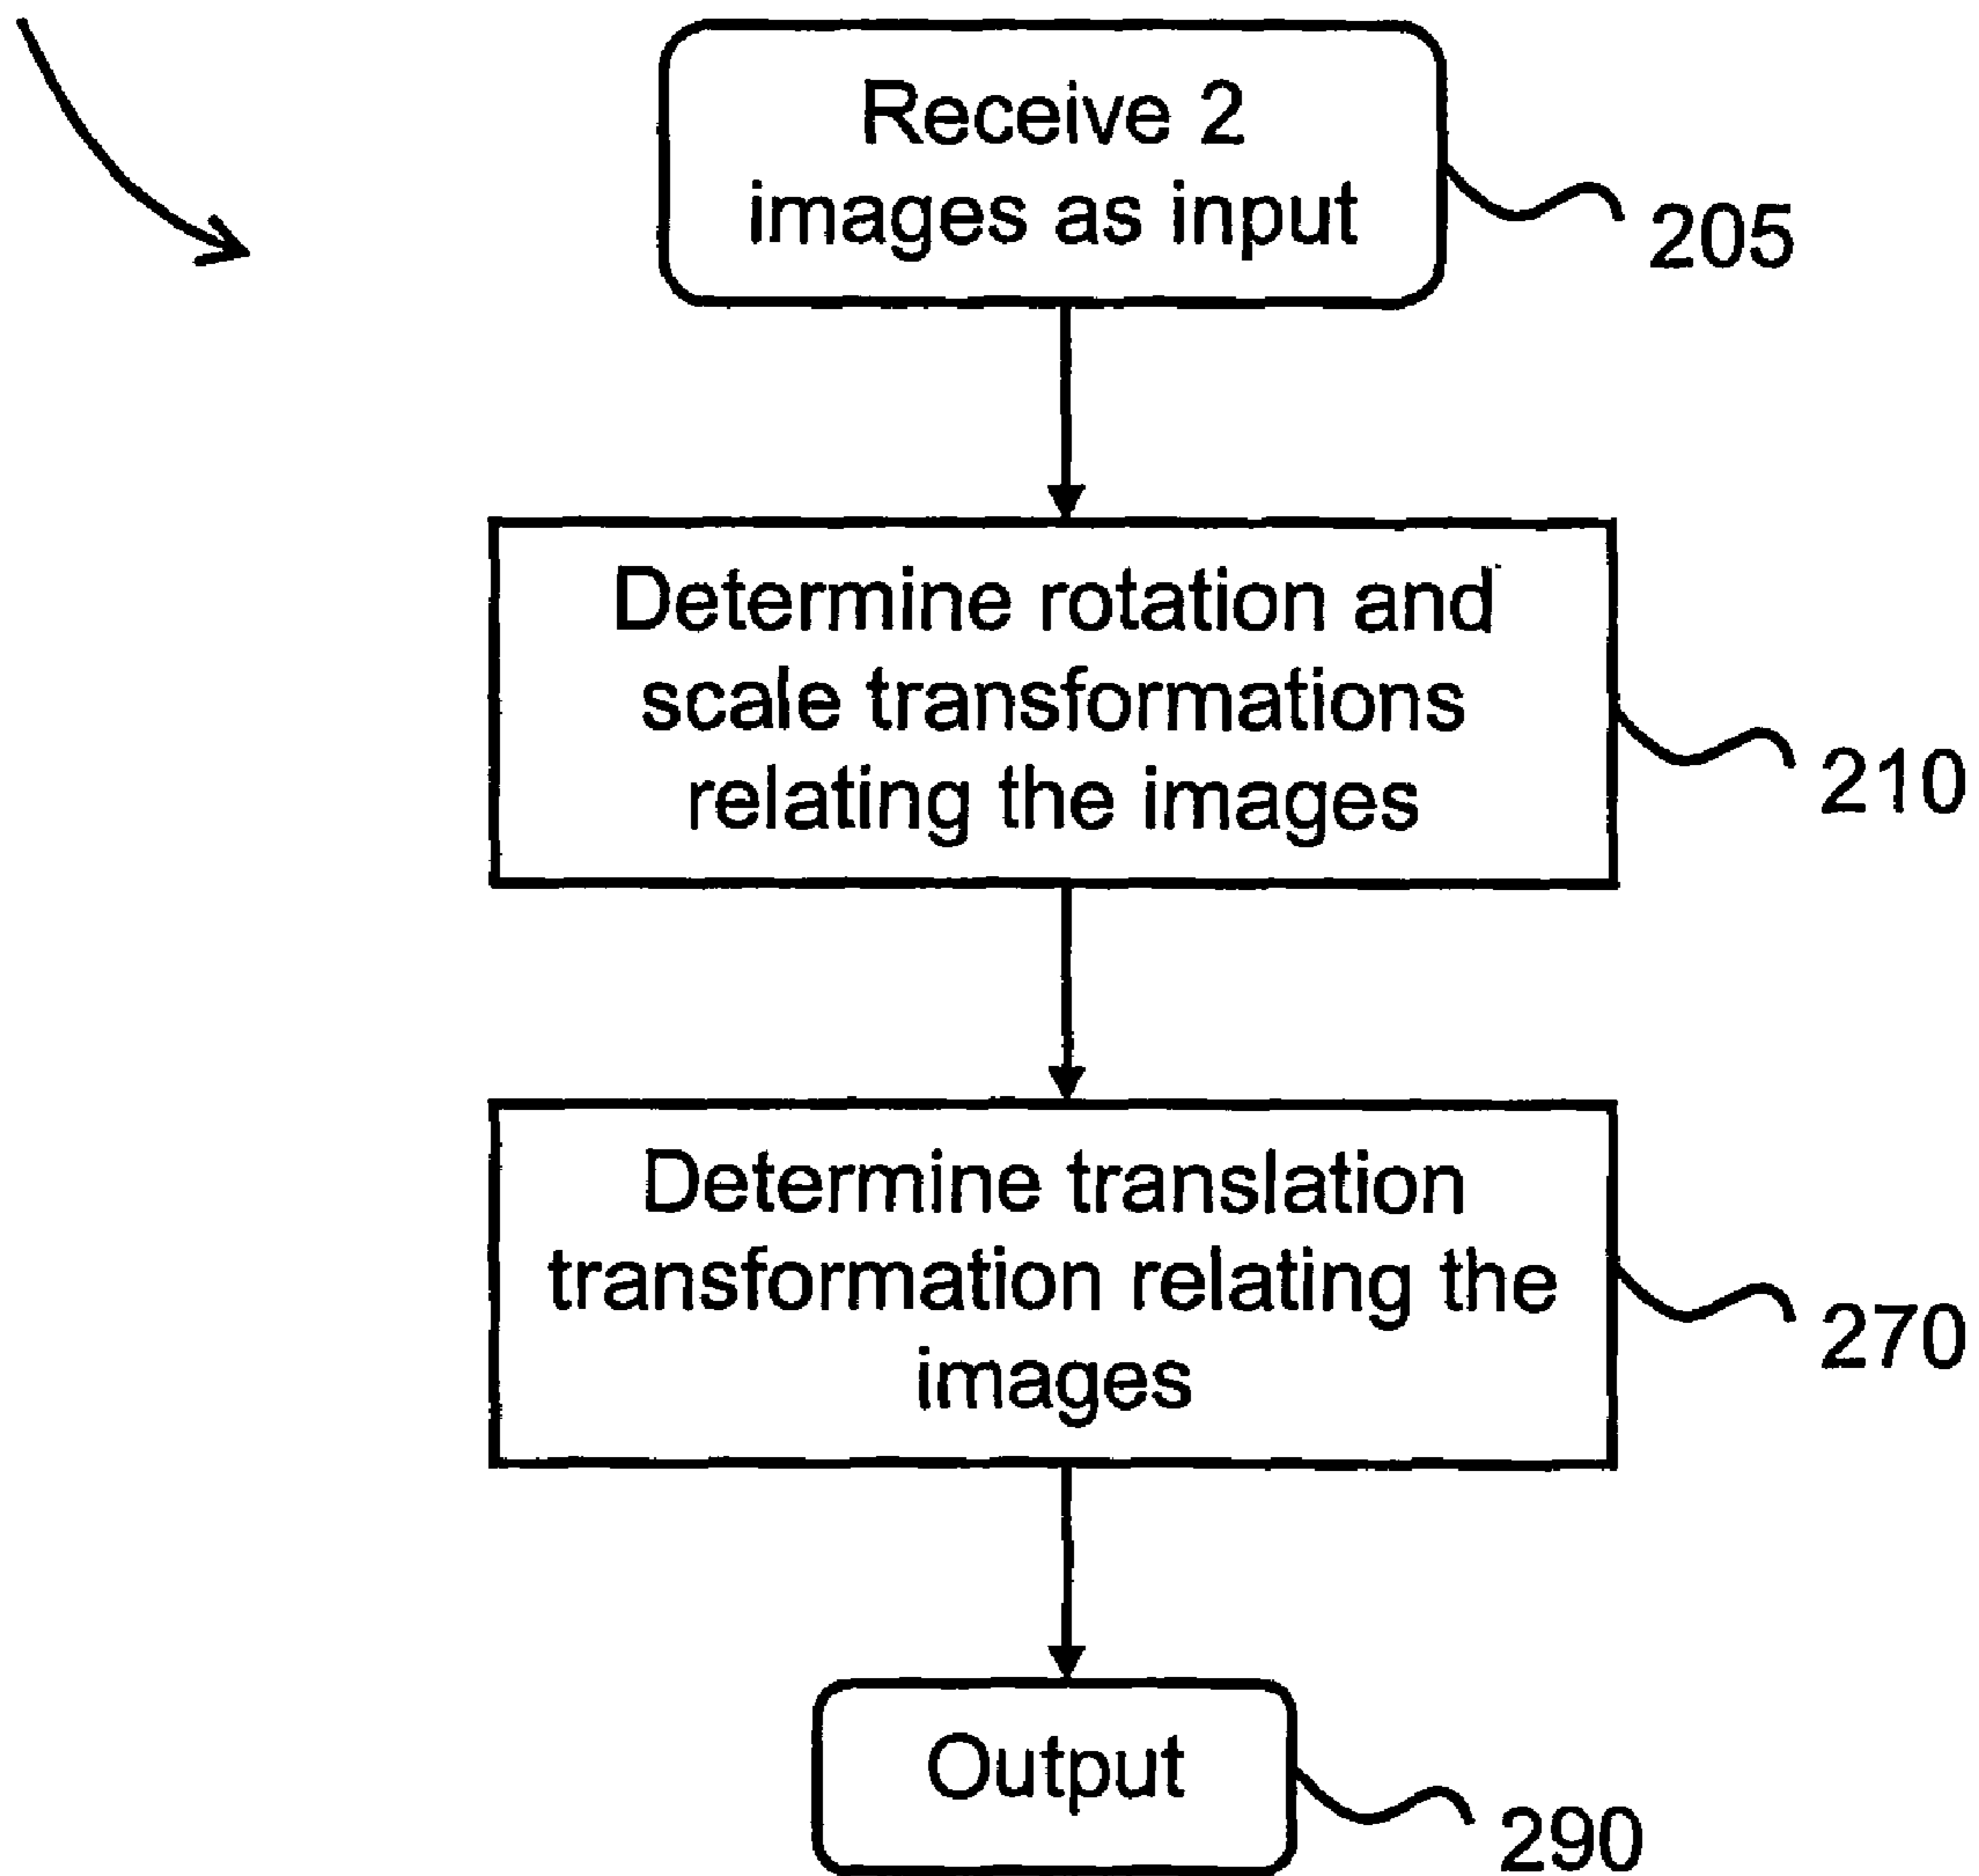 Receive 2
images as input
205
Determine rotation and
scale transformations
relating the images
210
Determine translation
transformation relating the
images
270
Output
290